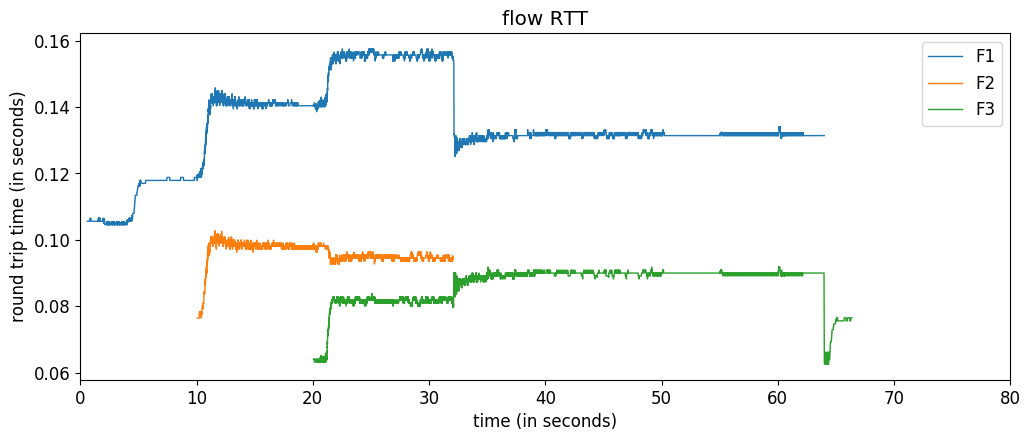 flow RTT
round trip time (in seconds)
0.16
0.14
0.12
0.10
0.08
0.06
F1
F2
F3
0 10 20 30 40 50 60 70 80
time (in seconds)